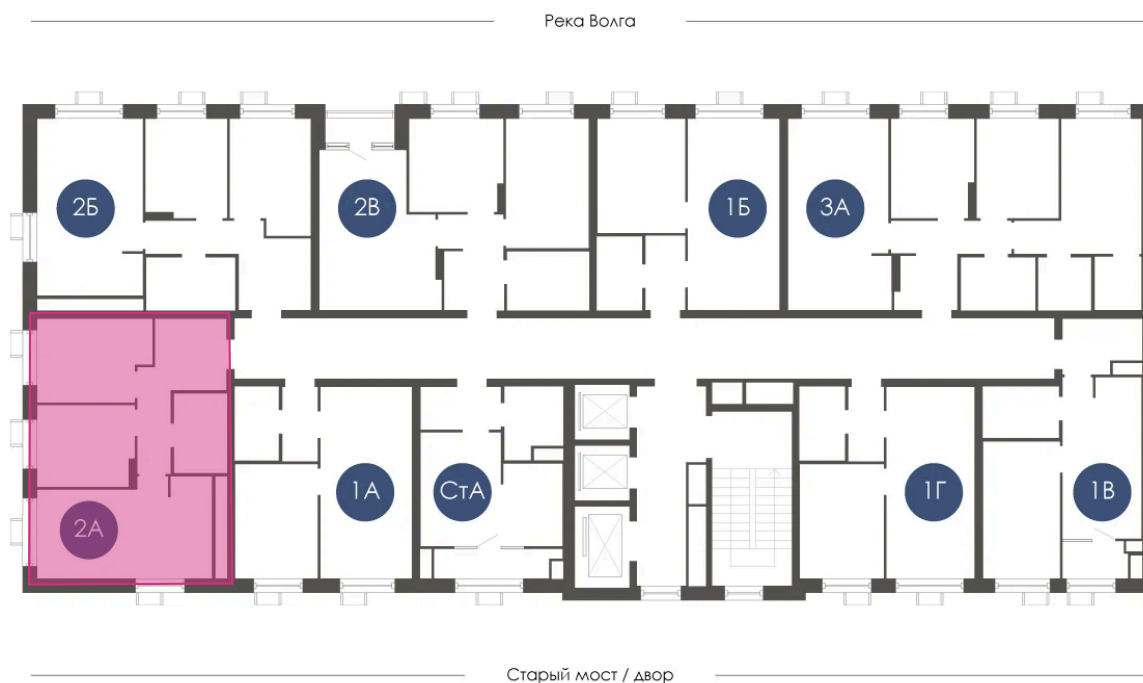 Река Волга
2Б
2В
1Б
3А
2А
1А
СтА
1Г
1В
Старый мост / двор